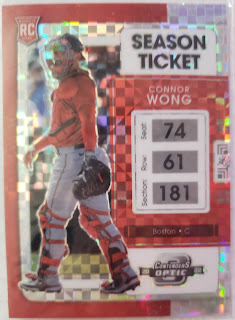 RC
SEASON
TICKET
CONNOR
WONG
Seat 74
Row 61
Section 181
Boston • C
CONTENDERS
OPTIC